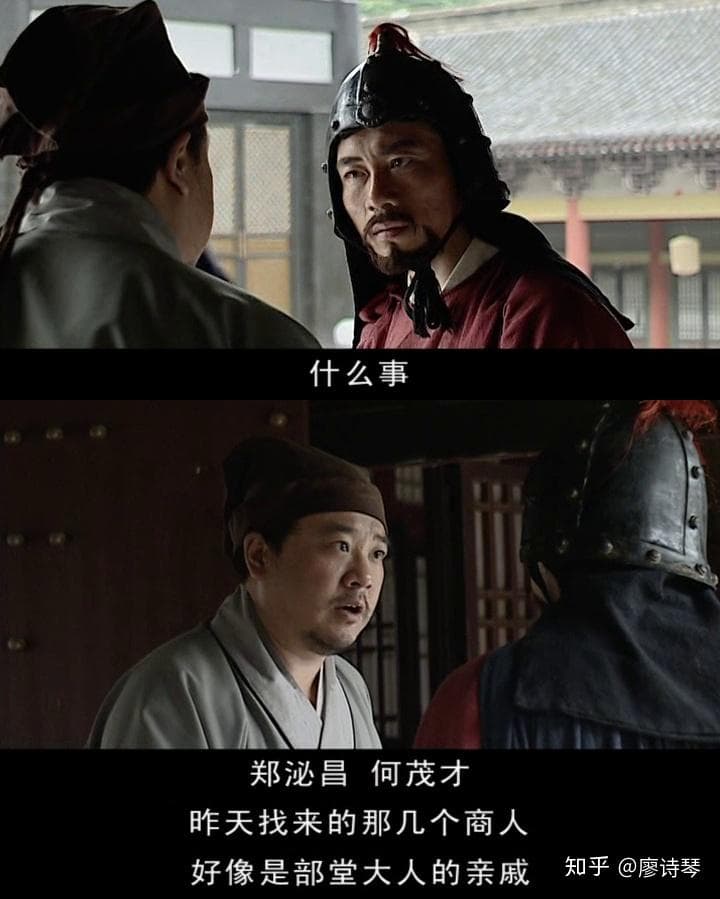 什么事
郑泌昌 何茂才
昨天找来的那几个商人
好像是部堂大人的亲戚
知乎 @廖诗琴